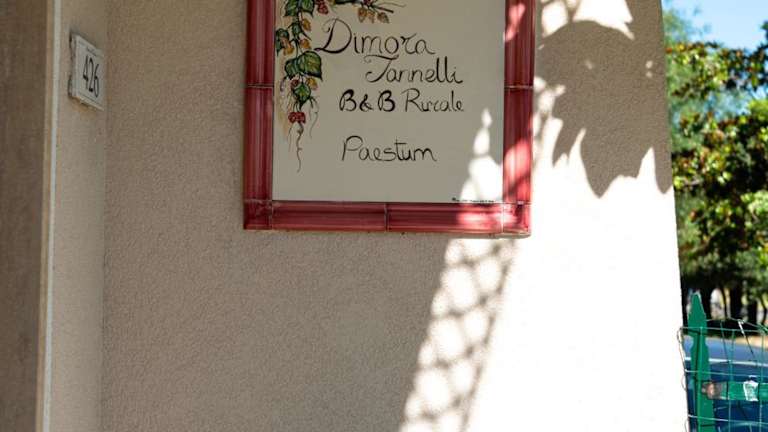 426
Dimora
Iannelli
B&B Rurale
Paestum